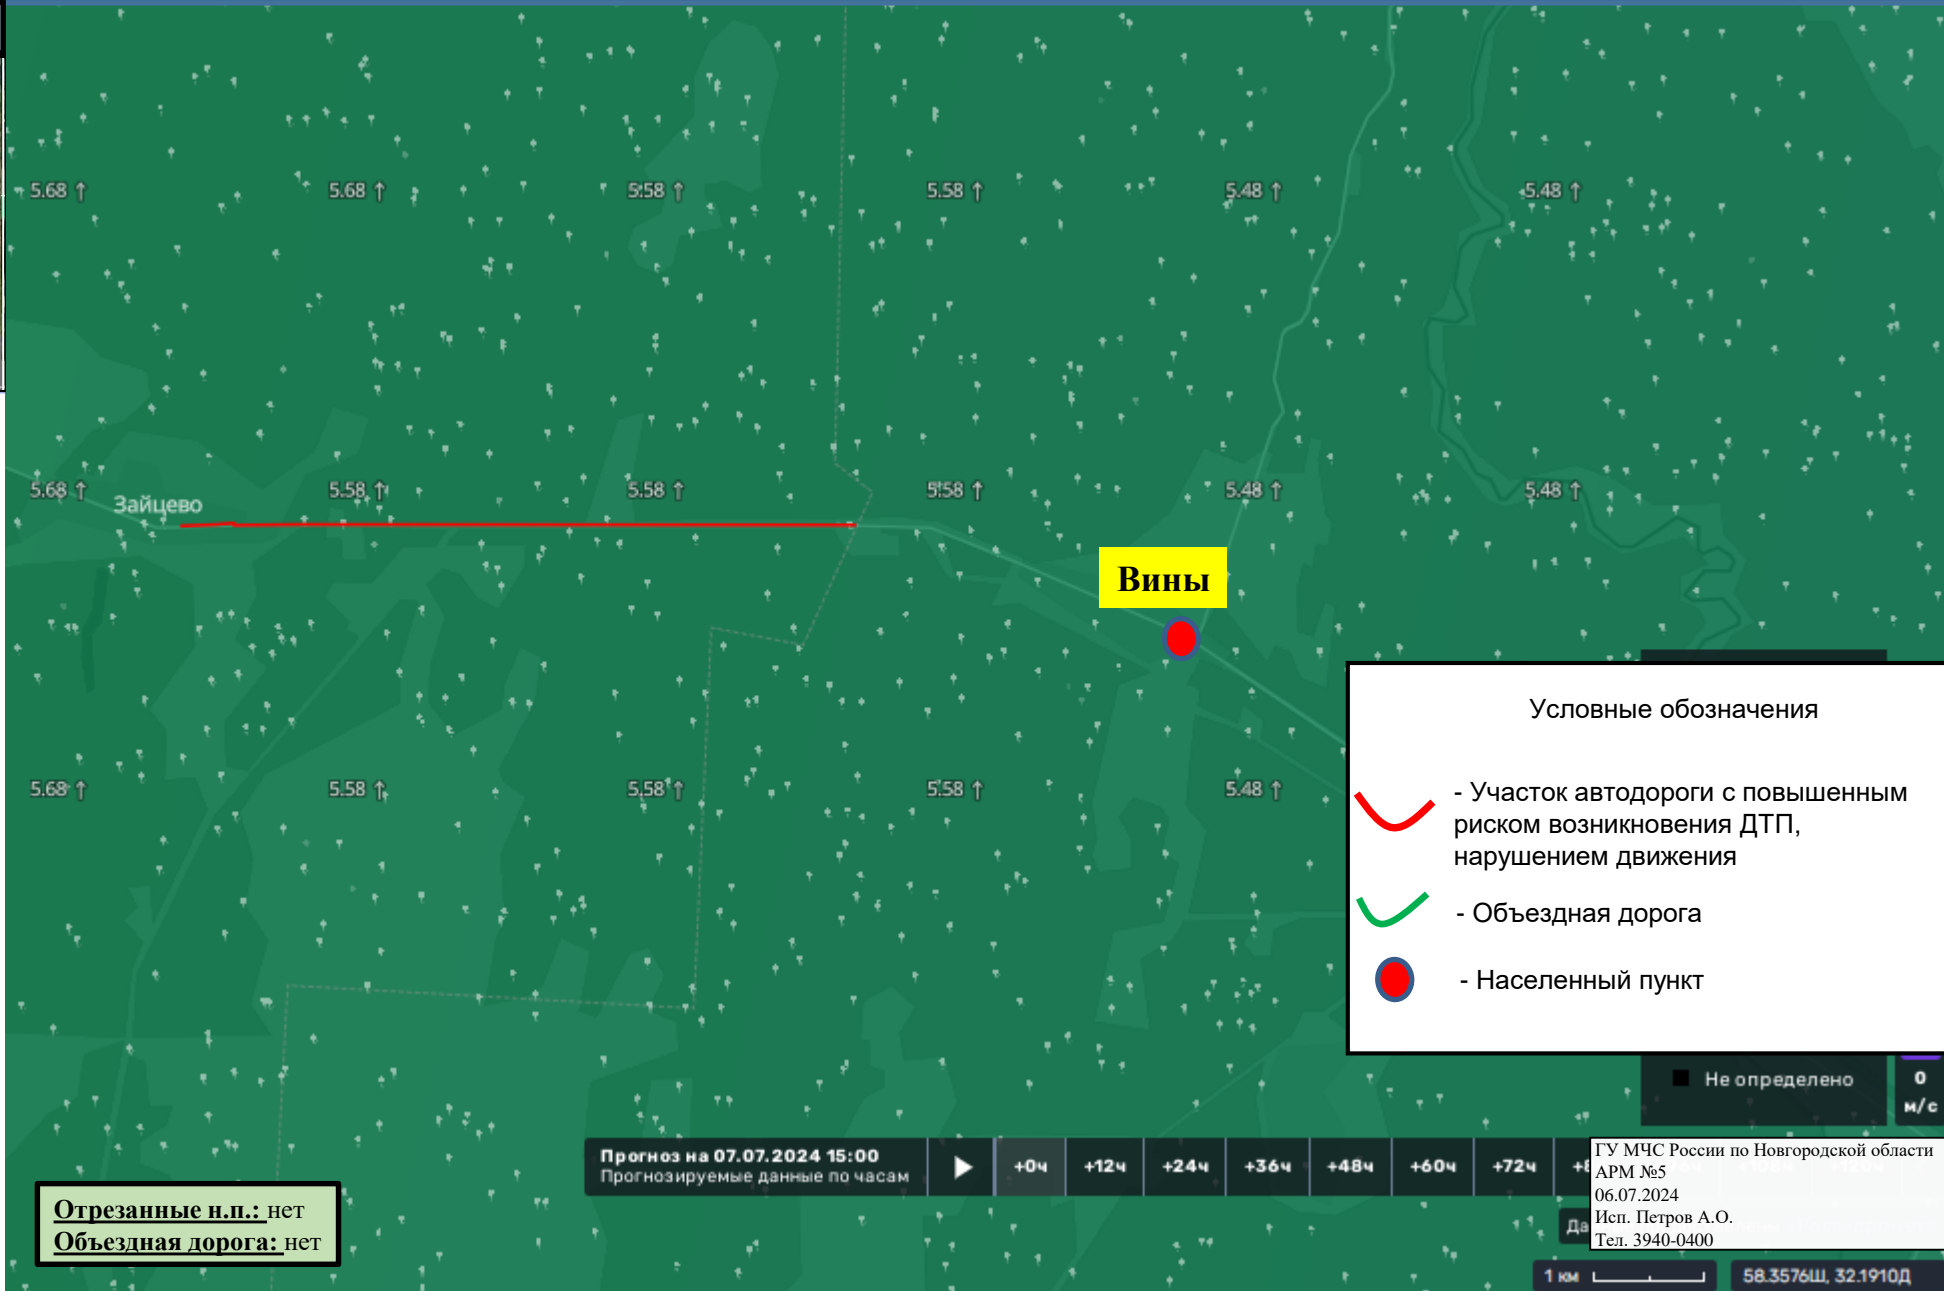 5.68 ↑ 5.68 ↑ 5.58 ↑ 5.58 ↑ 5.48 ↑ 5.48 ↑
5.68 ↑ 5.58 ↑ 5.58 ↑ 5.58 ↑ 5.48 ↑ 5.48 ↑
Зайцево
Вины
5.68 ↑ 5.58 ↑ 5.58 ↑ 5.58 ↑ 5.48 ↑
Условные обозначения
- Участок автодороги с повышенным
риском возникновения ДТП,
нарушением движения
- Объездная дорога
- Населенный пункт
Не определено
0
м/с
Прогноз на 07.07.2024 15:00
Прогнозируемые данные по часам
+0ч +12ч +24ч +36ч +48ч +60ч +72ч
ГУ МЧС России по Новгородской области
АРМ №5
06.07.2024
Исп. Петров А.О.
Тел. 3940-0400
Отрезанные н.п.: нет
Объездная дорога: нет
1 км
58.3576Ш, 32.1910Д